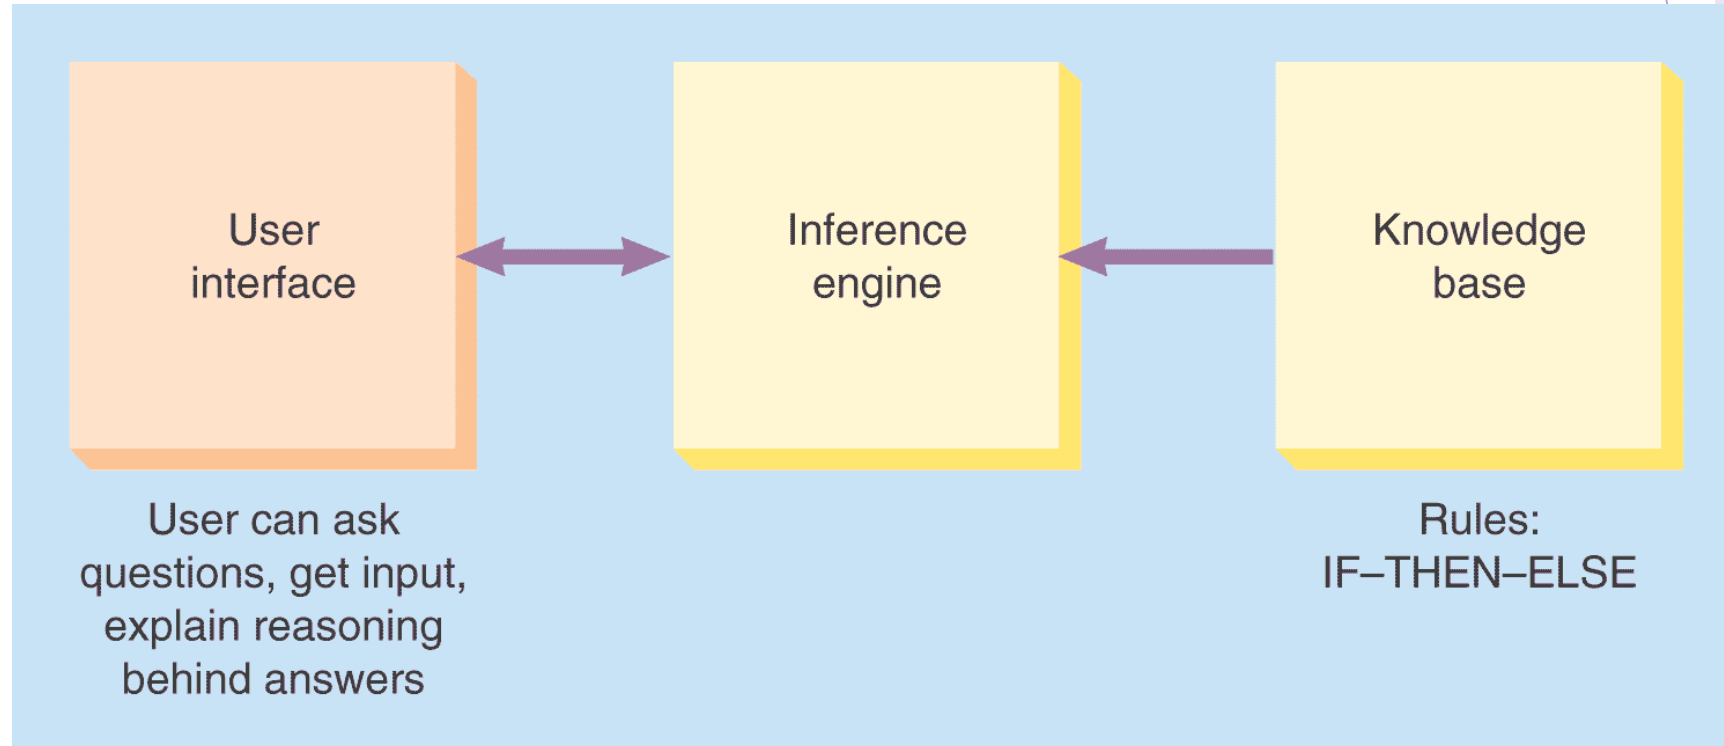 User
interface
Inference
engine
Knowledge
base
User can ask
questions, get input,
explain reasoning
behind answers
Rules:
IF–THEN–ELSE